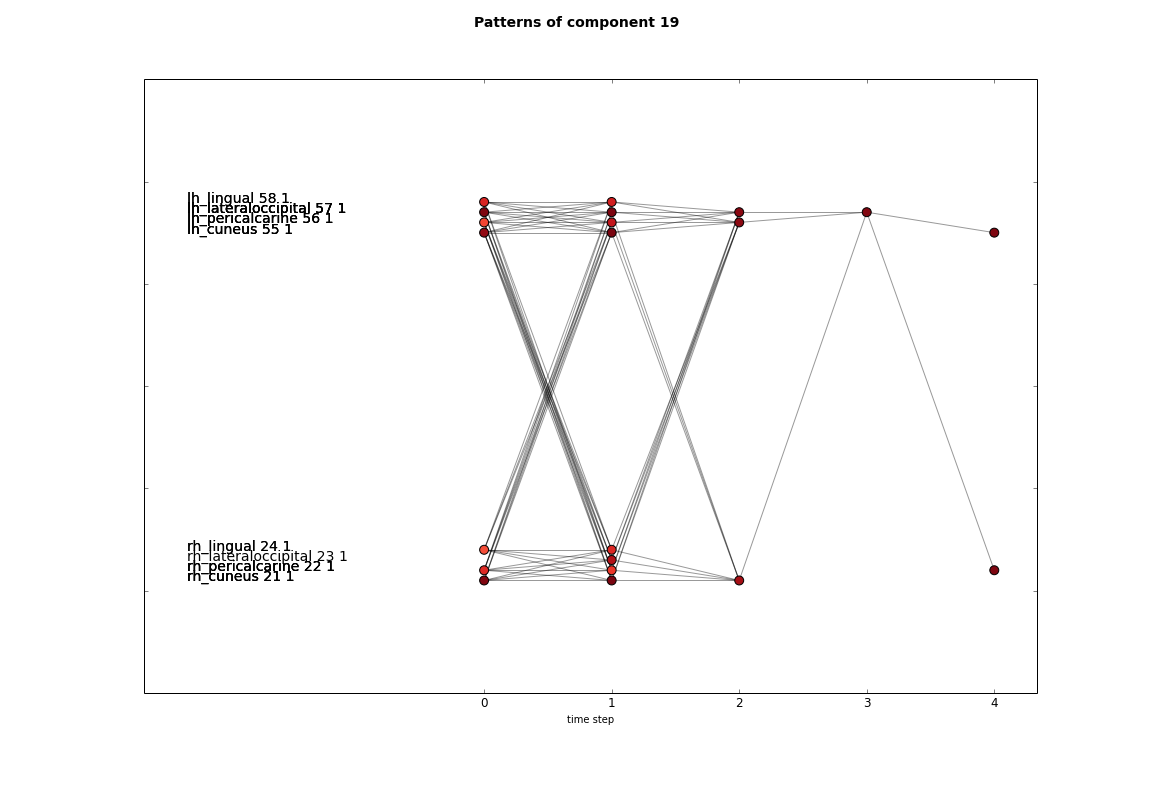 Patterns of component 19
lh_lingual 58 1
lh_lateraloccipital 57 1
lh_pericalcarine 56 1
lh_cuneus 55 1
rh_lingual 24 1
rh_lateraloccipital 23 1
rh_pericalcarine 22 1
rh_cuneus 21 1
0 1 2 3 4
time step